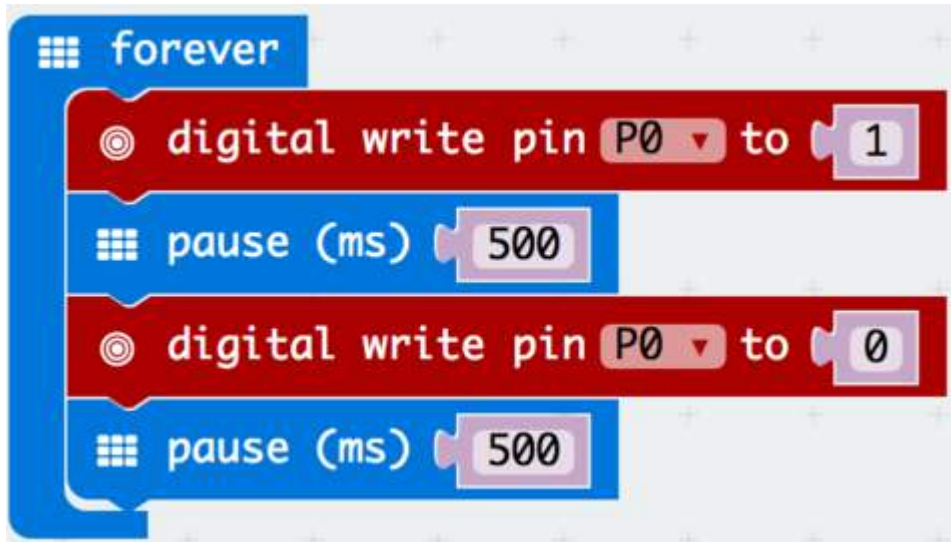 forever
digital write pin P0 to 1
pause (ms) 500
digital write pin P0 to 0
pause (ms) 500